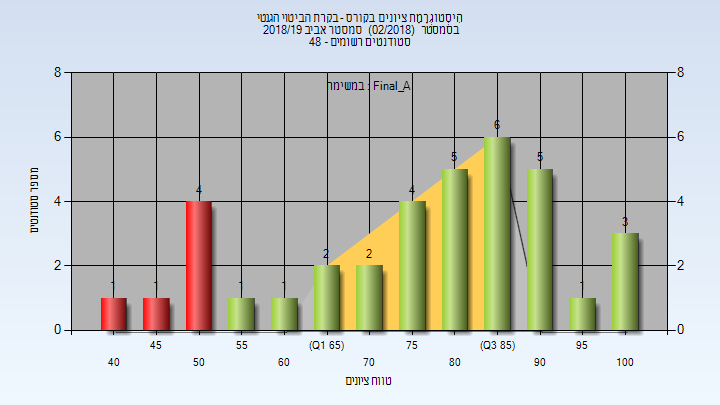 היסטוגרמת ציונים בקורס - בקרת הביטוי הגנטי
בסמסטר (02/2018) סמסטר אביב 2018/19
סטודנטים רשומים - 48
במשימה : Final_A
מספר סטודנטים
8 8
6 6
4 4
2 2
0 0
1 1 4 1 1 2 2 4 5 6 5 1 3
45 55 (Q1 65) 75 (Q3 85) 95
40 50 60 70 80 90 100
טווח ציונים